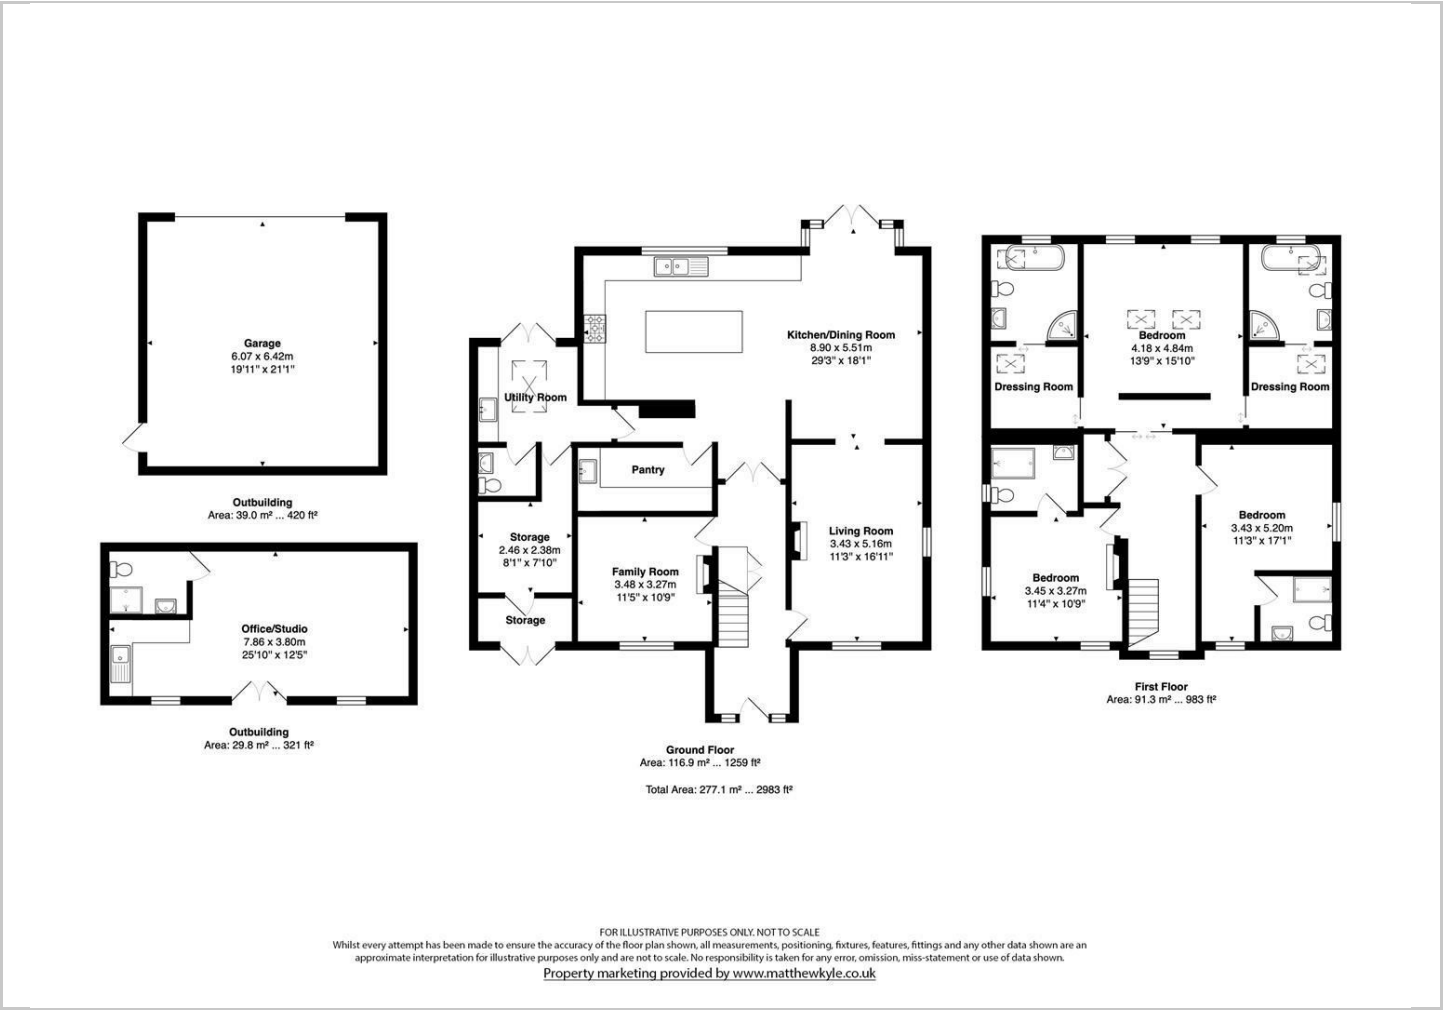 Garage
6.07 x 6.42m
19'11" x 21'1"
Outbuilding
Area: 39.0 m² ... 420 ft²
Office/Studio
7.86 x 3.80m
25'10" x 12'5"
Outbuilding
Area: 29.8 m² ... 321 ft²
Kitchen/Dining Room
8.90 x 5.51m
29'3" x 18'1"
Utility Room
Pantry
Storage
2.46 x 2.38m
8'1" x 7'10"
Living Room
3.43 x 5.16m
11'3" x 16'11"
Family Room
3.48 x 3.27m
11'5" x 10'9"
Storage
Ground Floor
Area: 116.9 m² ... 1259 ft²
Total Area: 277.1 m² ... 2983 ft²
Bedroom
4.18 x 4.84m
13'9" x 15'10"
Dressing Room
Dressing Room
Bedroom
3.43 x 5.20m
11'3" x 17'1"
Bedroom
3.45 x 3.27m
11'4" x 10'9"
First Floor
Area: 91.3 m² ... 983 ft²
FOR ILLUSTRATIVE PURPOSES ONLY. NOT TO SCALE
Whilst every attempt has been made to ensure the accuracy of the floor plan shown, all measurements, positioning, fixtures, features, fittings and any other data shown are an
approximate interpretation for illustrative purposes only and are not to scale. No responsibility is taken for any error, omission, miss-statement or use of data shown.
Property marketing provided by www.matthewkyle.co.uk